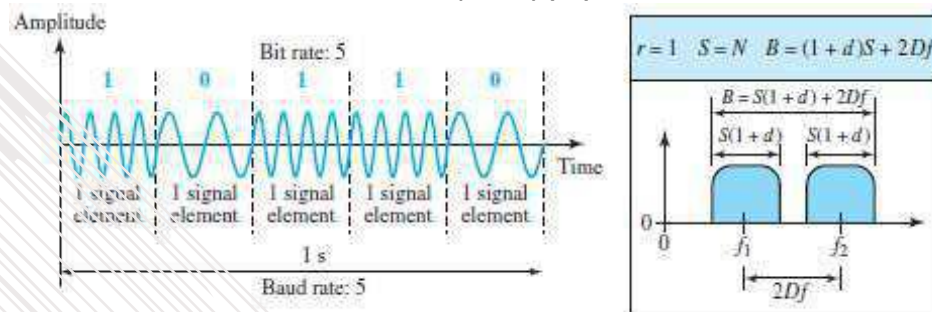 Amplitude
Bit rate: 5
1 0 1 1 0
Time
1 signal element
1 signal element
1 signal element
1 signal element
1 signal element
1 s
Baud rate: 5
r = 1 S = N B = (1 + d)S + 2Df
B = S(1 + d) + 2Df
S(1 + d) S(1 + d)
0
0 f1 f2
2Df